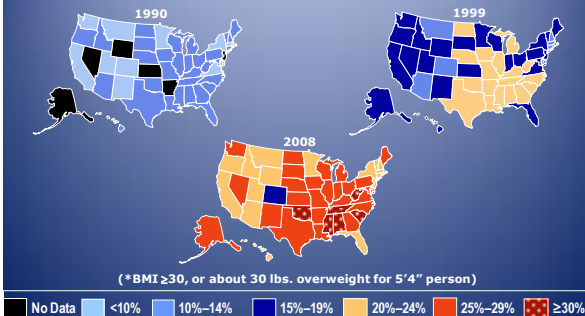 1990
1999
2008
(*BMI ≥30, or about 30 lbs. overweight for 5'4" person)
No Data <10% 10%–14% 15%–19% 20%–24% 25%–29% ≥30%